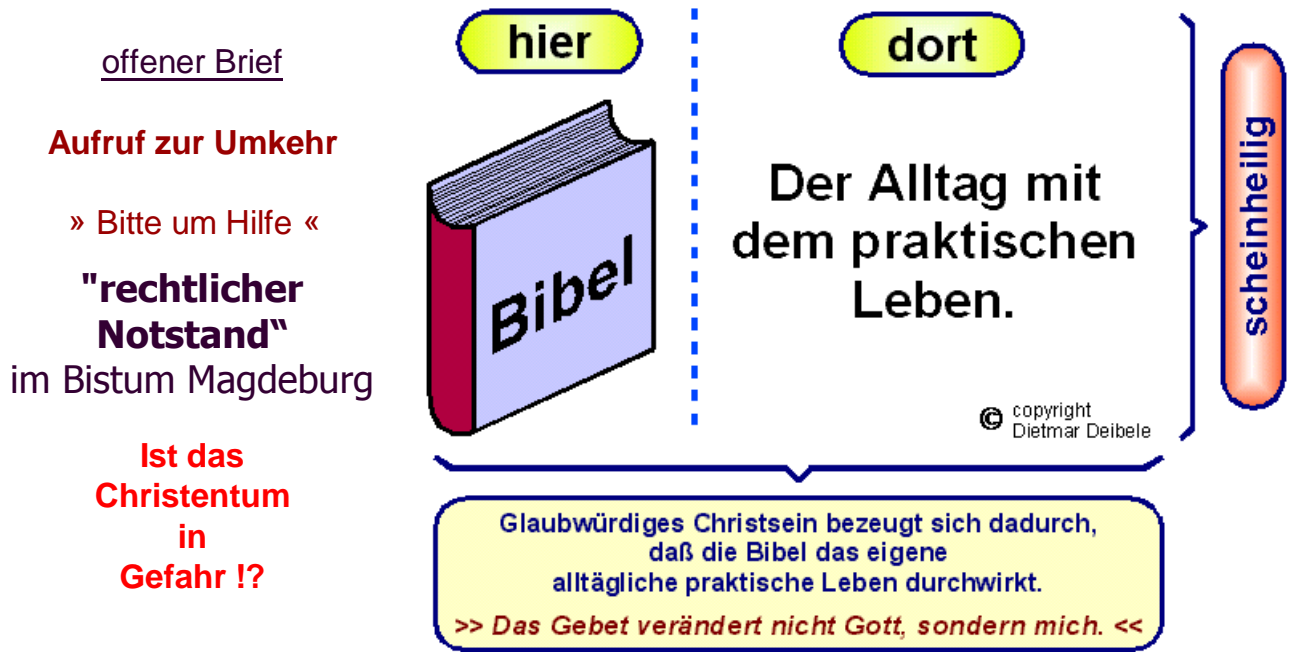 offener Brief
Aufruf zur Umkehr
» Bitte um Hilfe «
"rechtlicher
Notstand“
im Bistum Magdeburg
Ist das
Christentum
in
Gefahr !?
hier
dort
Bibel
Der Alltag mit
dem praktischen
Leben.
© copyright
Dietmar Deibele
scheinheilig
Glaubwürdiges Christsein bezeugt sich dadurch,
daß die Bibel das eigene
alltägliche praktische Leben durchwirkt.
>> Das Gebet verändert nicht Gott, sondern mich. <<